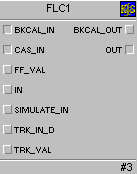 FLC1
BKCAL_IN BKCAL_OUT
CAS_IN OUT
FF_VAL
IN
SIMULATE_IN
TRK_IN_D
TRK_VAL
#3